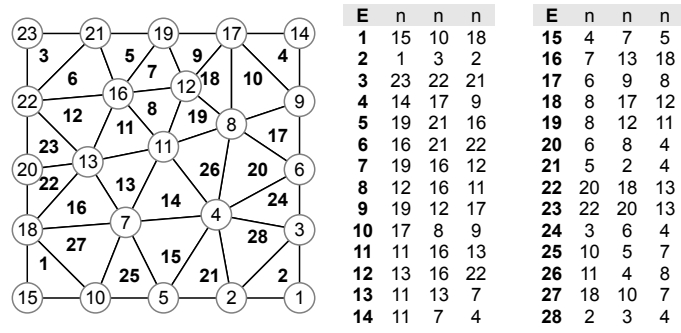 23 21 19 17 14
3 5 9 4
6 7 18 10
16 12
22 9
12 8 19
11 8 17
23 11
20 13 26 20 6
22
13 24
16 14
18 7 4 3
27 28
1 15
25 21 2
15 10 5 2 1
E n n n
1 15 10 18
2 1 3 2
3 23 22 21
4 14 17 9
5 19 21 16
6 16 21 22
7 19 16 12
8 12 16 11
9 19 12 17
10 17 8 9
11 11 16 13
12 13 16 22
13 11 13 7
14 11 7 4
E n n n
15 4 7 5
16 7 13 18
17 6 9 8
18 8 17 12
19 8 12 11
20 6 8 4
21 5 2 4
22 20 18 13
23 22 20 13
24 3 6 4
25 10 5 7
26 11 4 8
27 18 10 7
28 2 3 4